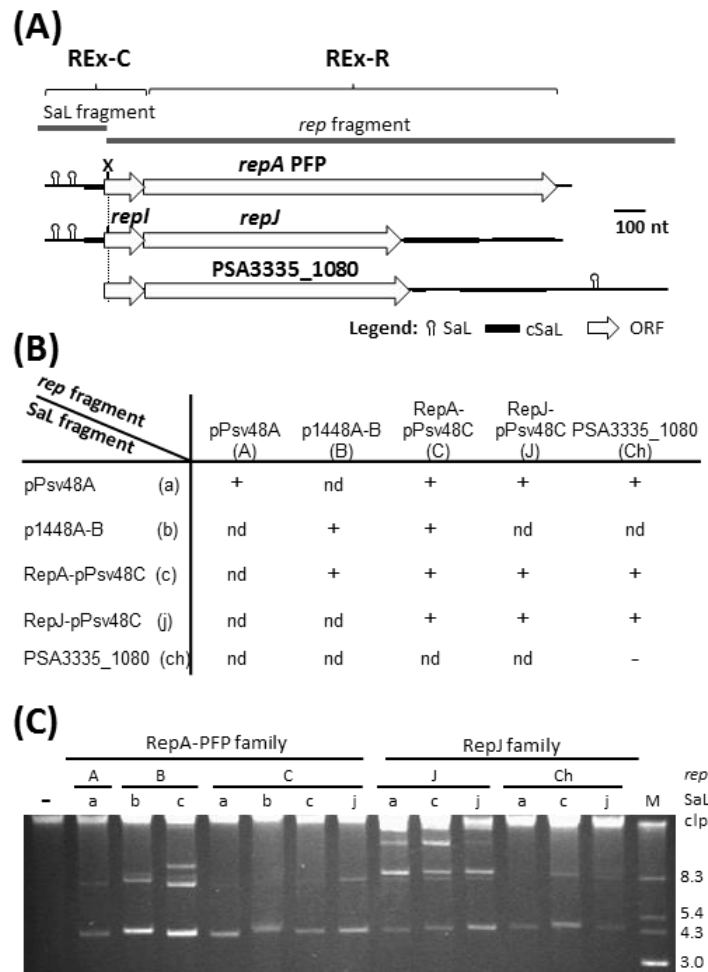 (A)
REx-C REx-R
SaL fragment
rep fragment
X
repA PFP
repI repJ
100 nt
PSA3335_1080
Legend: SaL cSaL ORF
(B)
rep fragment
SaL fragment
pPsv48A (A) p1448A-B (B) RepA-pPsv48C (C) RepJ-pPsv48C (J) PSA3335_1080 (Ch)
pPsv48A (a) + nd + + +
p1448A-B (b) nd + + nd nd
RepA-pPsv48C (c) nd + + + +
RepJ-pPsv48C (j) nd nd + + +
PSA3335_1080 (ch) nd nd nd nd –
(C)
RepA-PFP family RepJ family
A B C J Ch rep
– a b c a b c j a c j a c j M SaL
clp
8.3
5.4
4.3
3.0